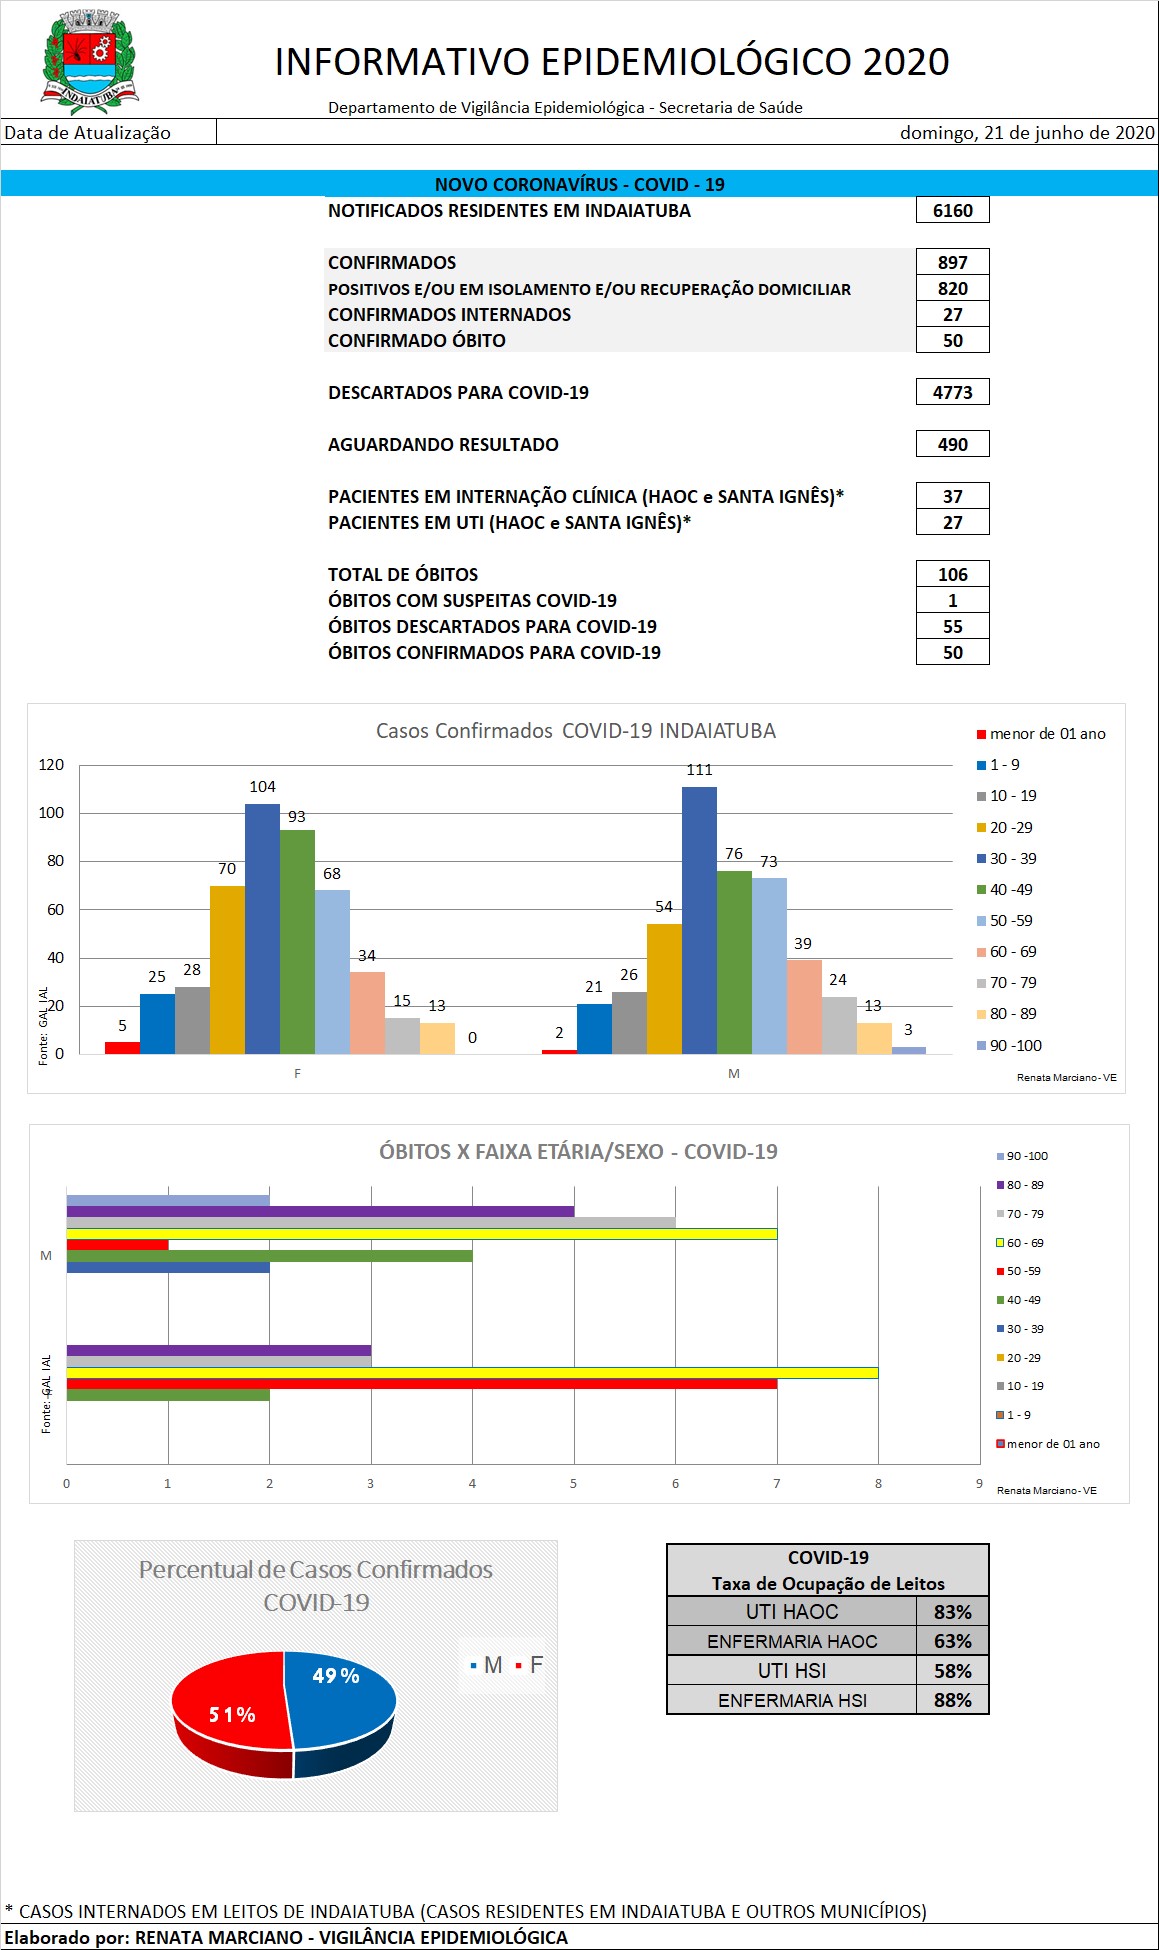 INDAIATUBA
INFORMATIVO EPIDEMIOLÓGICO 2020
Departamento de Vigilância Epidemiológica - Secretaria de Saúde
Data de Atualização domingo, 21 de junho de 2020
NOVO CORONAVÍRUS - COVID - 19
NOTIFICADOS RESIDENTES EM INDAIATUBA 6160
CONFIRMADOS 897
POSITIVOS E/OU EM ISOLAMENTO E/OU RECUPERAÇÃO DOMICILIAR 820
CONFIRMADOS INTERNADOS 27
CONFIRMADO ÓBITO 50
DESCARTADOS PARA COVID-19 4773
AGUARDANDO RESULTADO 490
PACIENTES EM INTERNAÇÃO CLÍNICA (HAOC e SANTA IGNÊS)* 37
PACIENTES EM UTI (HAOC e SANTA IGNÊS)* 27
TOTAL DE ÓBITOS 106
ÓBITOS COM SUSPEITAS COVID-19 1
ÓBITOS DESCARTADOS PARA COVID-19 55
ÓBITOS CONFIRMADOS PARA COVID-19 50
Casos Confirmados COVID-19 INDAIATUBA
120
100
80
60
40
20
0
Fonte: GAL IAL
5 25 28 70 104 93 68 34 15 13 0
2 21 26 54 111 76 73 39 24 13 3
F M
menor de 01 ano
1 - 9
10 - 19
20 -29
30 - 39
40 -49
50 -59
60 - 69
70 - 79
80 - 89
90 -100
Renata Marciano - VE
ÓBITOS X FAIXA ETÁRIA/SEXO - COVID-19
M
Fonte: GAL IAL
0 1 2 3 4 5 6 7 8 9
90 -100
80 - 89
70 - 79
60 - 69
50 -59
40 -49
30 - 39
20 -29
10 - 19
1 - 9
menor de 01 ano
Renata Marciano - VE
Percentual de Casos Confirmados
COVID-19
49%
51%
M F
COVID-19
Taxa de Ocupação de Leitos
UTI HAOC 83%
ENFERMARIA HAOC 63%
UTI HSI 58%
ENFERMARIA HSI 88%
* CASOS INTERNADOS EM LEITOS DE INDAIATUBA (CASOS RESIDENTES EM INDAIATUBA E OUTROS MUNICÍPIOS)
Elaborado por: RENATA MARCIANO - VIGILÂNCIA EPIDEMIOLÓGICA